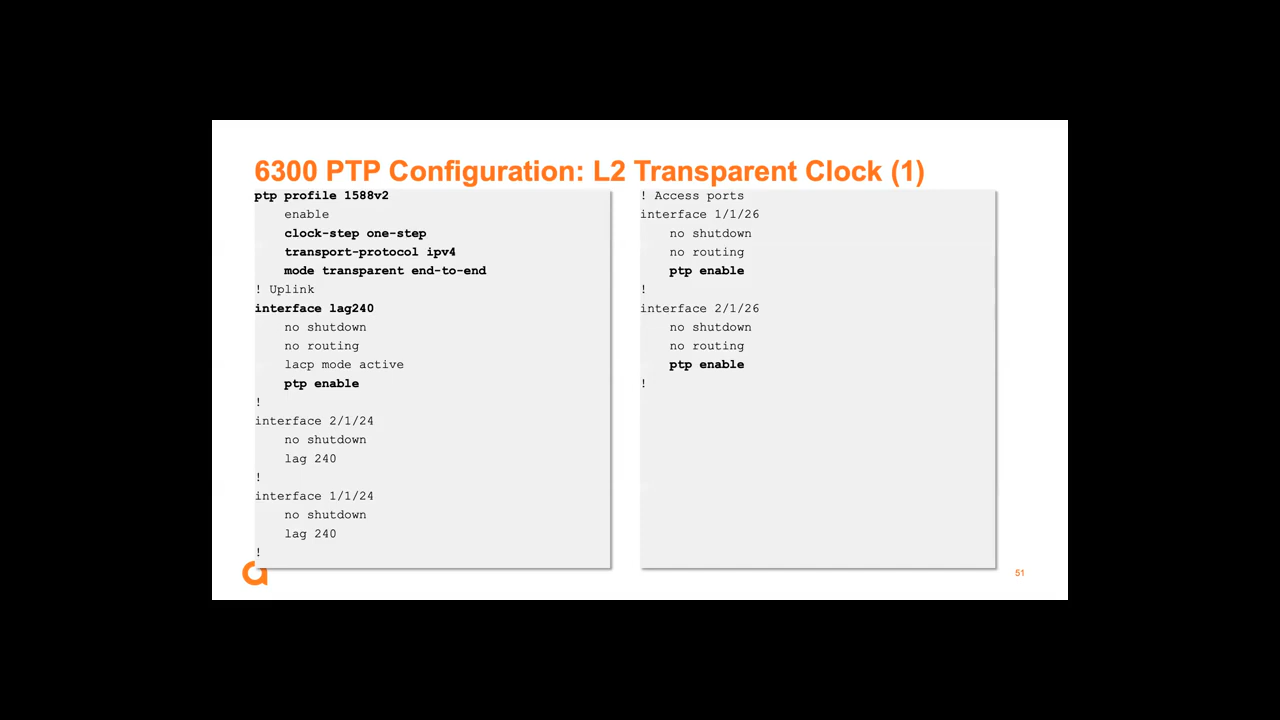 6300 PTP Configuration: L2 Transparent Clock (1)
ptp profile 1588v2
    enable
    clock-step one-step
    transport-protocol ipv4
    mode transparent end-to-end
! Uplink
interface lag240
    no shutdown
    no routing
    lacp mode active
    ptp enable
!
interface 2/1/24
    no shutdown
    lag 240
!
interface 1/1/24
    no shutdown
    lag 240
!
! Access ports
interface 1/1/26
    no shutdown
    no routing
    ptp enable
!
interface 2/1/26
    no shutdown
    no routing
    ptp enable
!
51